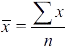 x̄ = ∑x / n